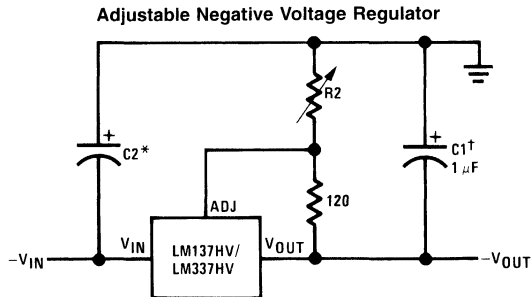 Adjustable Negative Voltage Regulator
R2
+
C2*
+
C1†
1 μF
ADJ
120
VIN
LM137HV/
LM337HV
VOUT
−VIN
−VOUT